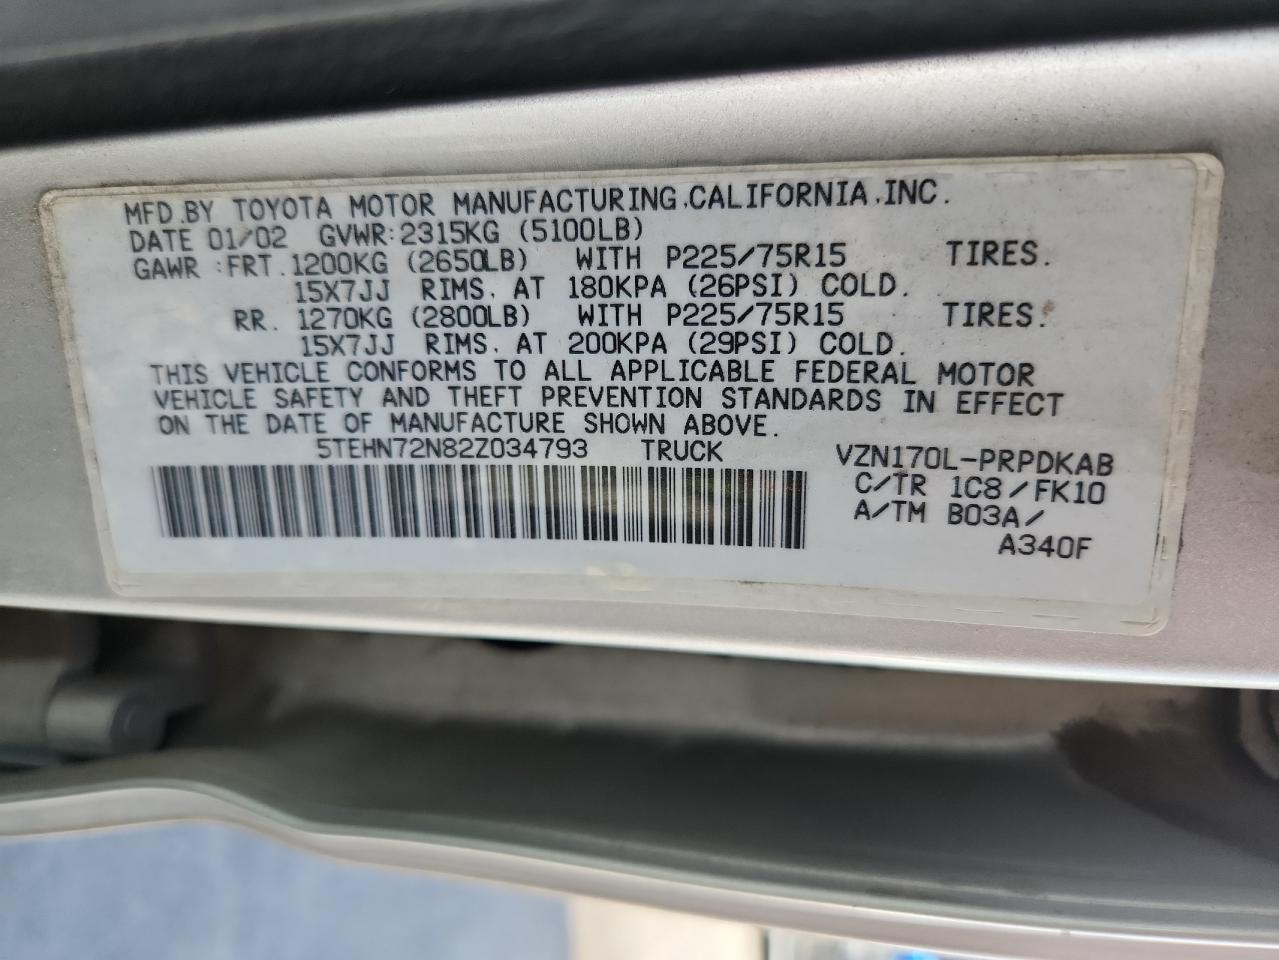 MFD.BY TOYOTA MOTOR MANUFACTURING.CALIFORNIA.INC.
DATE 01/02 GVWR:2315KG (5100LB)
GAWR :FRT. 1200KG (2650LB) WITH P225/75R15 TIRES.
15X7JJ RIMS. AT 180KPA (26PSI) COLD.
RR. 1270KG (2800LB) WITH P225/75R15 TIRES.
15X7JJ RIMS. AT 200KPA (29PSI) COLD.
THIS VEHICLE CONFORMS TO ALL APPLICABLE FEDERAL MOTOR
VEHICLE SAFETY AND THEFT PREVENTION STANDARDS IN EFFECT
ON THE DATE OF MANUFACTURE SHOWN ABOVE.
5TEHN72N82Z034793 TRUCK VZN170L-PRPDKAB
C/TR 1C8/FK10
A/TM B03A/
A340F